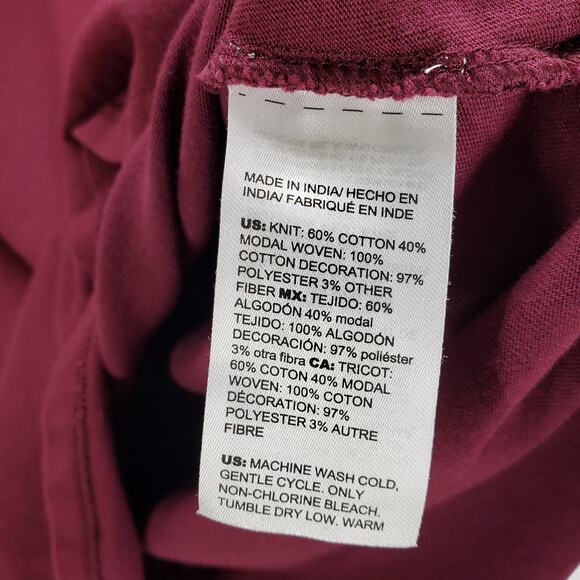 MADE IN INDIA/ HECHO EN
INDIA/ FABRIQUÉ EN INDE
US: KNIT: 60% COTTON 40%
MODAL WOVEN: 100%
COTTON DECORATION: 97%
POLYESTER 3% OTHER
FIBER MX: TEJIDO: 60%
ALGODÓN 40% modal
TEJIDO: 100% ALGODÓN
DECORACIÓN: 97% poliéster
3% otra fibra CA: TRICOT:
60% COTON 40% MODAL
WOVEN: 100% COTON
DÉCORATION: 97%
POLYESTER 3% AUTRE
FIBRE
US: MACHINE WASH COLD,
GENTLE CYCLE. ONLY
NON-CHLORINE BLEACH.
TUMBLE DRY LOW. WARM